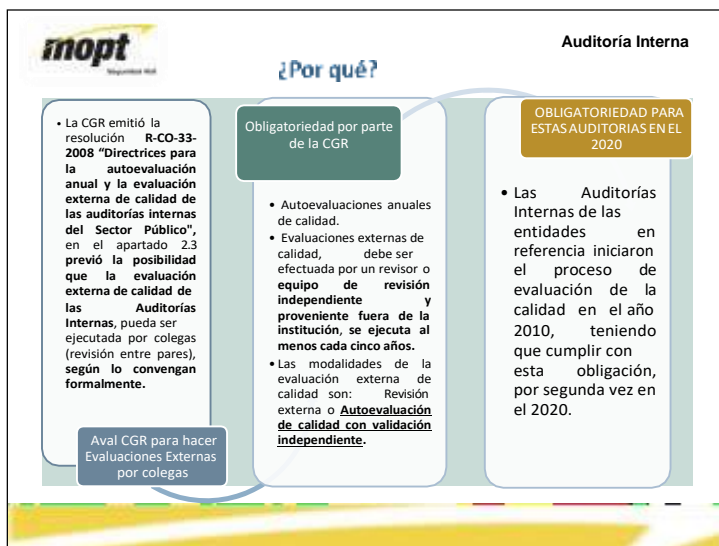 mopt
Seguridad Vial
Auditoría Interna
¿Por qué?
• La CGR emitió la
resolución R-CO-33-
2008 “Directrices para
la autoevaluación
anual y la evaluación
externa de calidad de
las auditorías internas
del Sector Público",
en el apartado 2.3
previó la posibilidad
que la evaluación
externa de calidad de
las Auditorías
Internas, pueda ser
ejecutada por colegas
(revisión entre pares),
según lo convengan
formalmente.
Aval CGR para hacer
Evaluaciones Externas
por colegas
Obligatoriedad por parte
de la CGR
• Autoevaluaciones anuales
de calidad.
• Evaluaciones externas de
calidad, debe ser
efectuada por un revisor o
equipo de revisión
independiente y
proveniente fuera de la
institución, se ejecuta al
menos cada cinco años.
• Las modalidades de la
evaluación externa de
calidad son: Revisión
externa o Autoevaluación
de calidad con validación
independiente.
OBLIGATORIEDAD PARA
ESTAS AUDITORIAS EN EL
2020
• Las Auditorías
Internas de las
entidades en
referencia iniciaron
el proceso de
evaluación de la
calidad en el año
2010, teniendo
que cumplir con
esta obligación,
por segunda vez en
el 2020.